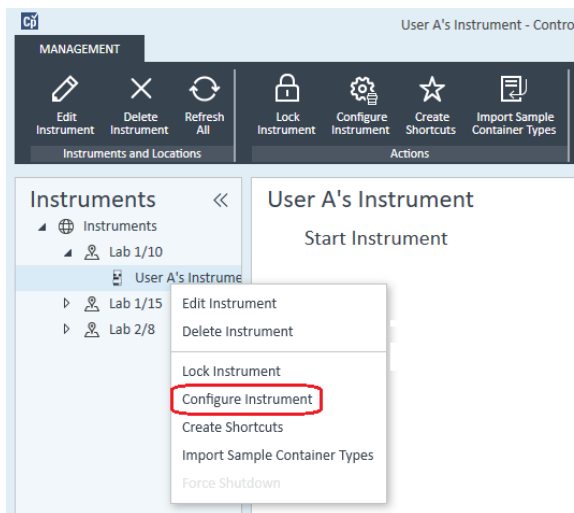 Cp
User A's Instrument - Contro
MANAGEMENT
Edit Instrument
Delete Instrument
Refresh All
Lock Instrument
Configure Instrument
Create Shortcuts
Import Sample Container Types
Instruments and Locations
Actions
Instruments
Instruments
Lab 1/10
User A's Instrume
Lab 1/15
Lab 2/8
User A's Instrument
Start Instrument
Edit Instrument
Delete Instrument
Lock Instrument
Configure Instrument
Create Shortcuts
Import Sample Container Types
Force Shutdown